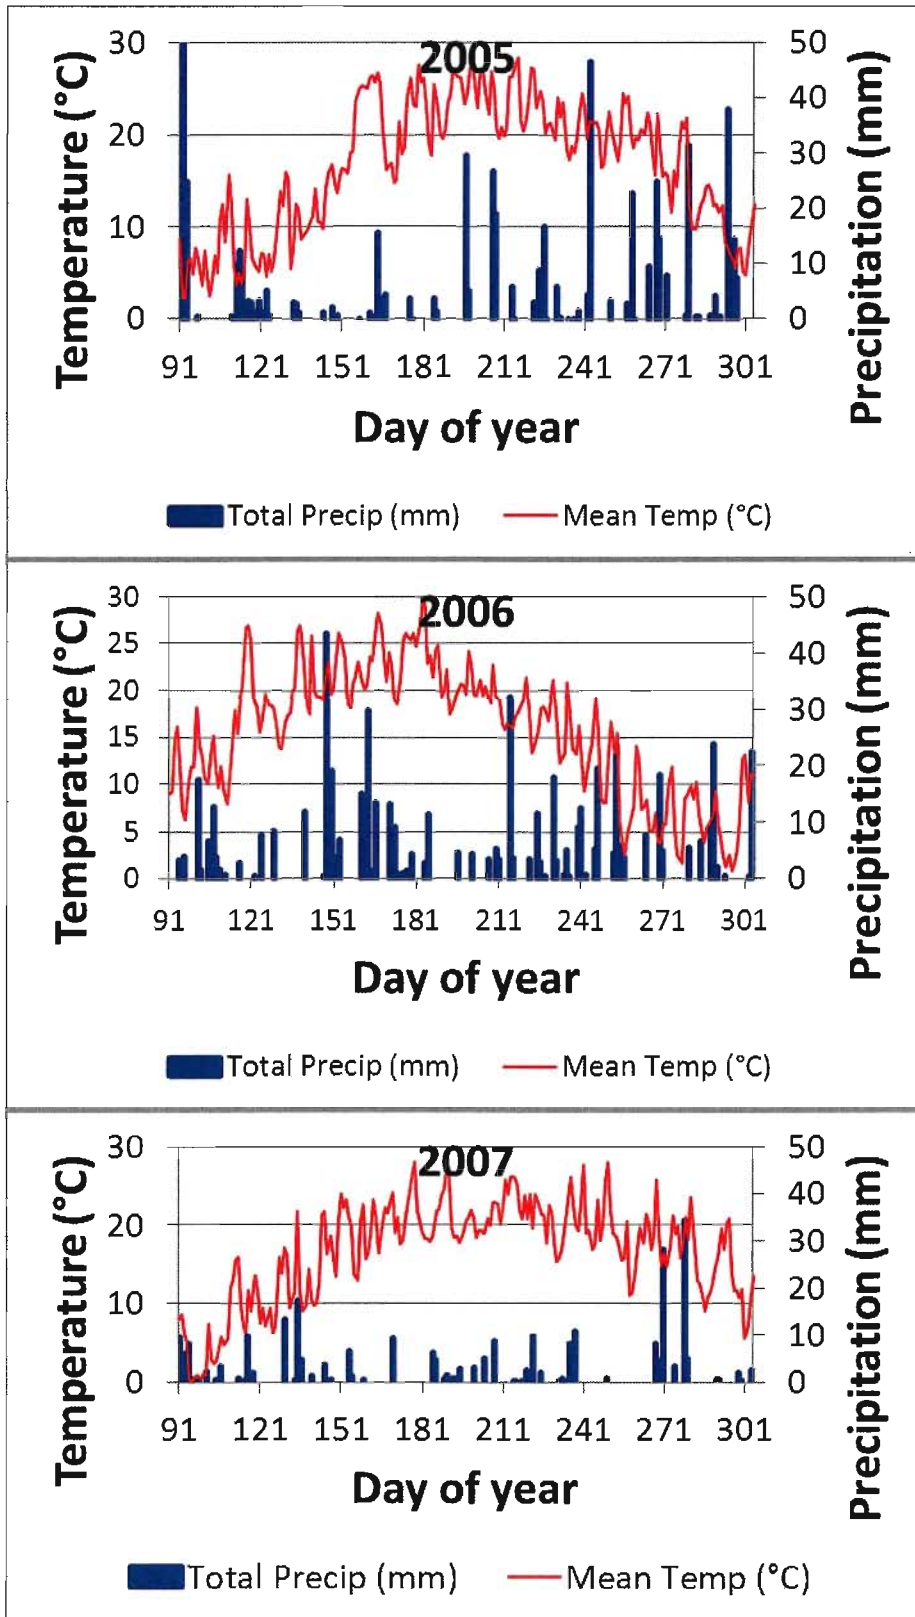 2005
Temperature (°C)
30
20
10
0
50
40
30
20
10
0
Precipitation (mm)
91 121 151 181 211 241 271 301
Day of year
Total Precip (mm) Mean Temp (°C)
2006
Temperature (°C)
30
25
20
15
10
5
0
50
40
30
20
10
0
Precipitation (mm)
91 121 151 181 211 241 271 301
Day of year
Total Precip (mm) Mean Temp (°C)
2007
Temperature (°C)
30
20
10
0
50
40
30
20
10
0
Precipitation (mm)
91 121 151 181 211 241 271 301
Day of year
Total Precip (mm) Mean Temp (°C)